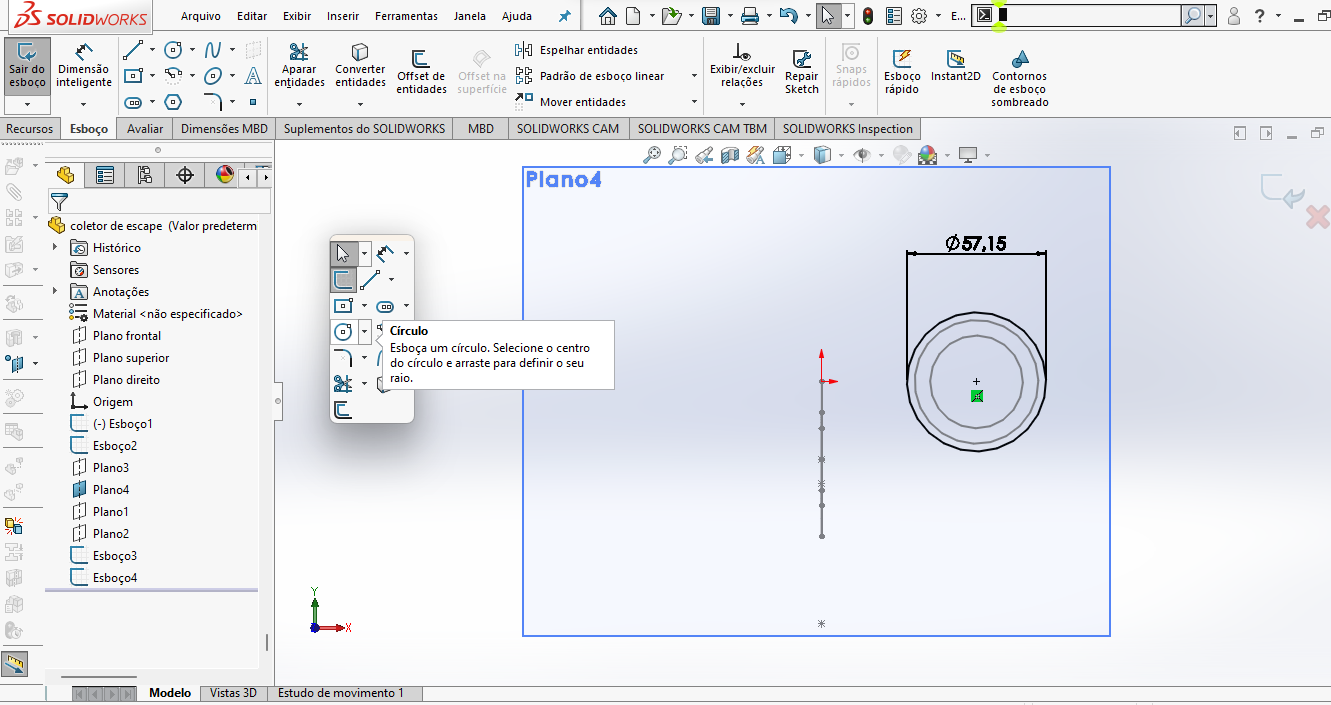 SOLIDWORKS
Arquivo Editar Exibir Inserir Ferramentas Janela Ajuda
E...
Sair do esboço
Dimensão inteligente
Aparar entidades
Converter entidades
Offset de entidades
Offset na superfície
Espelhar entidades
Padrão de esboço linear
Mover entidades
Exibir/excluir relações
Repair Sketch
Snaps rápidos
Esboço rápido
Instant2D
Contornos de esboço sombreado
Recursos Esboço Avaliar Dimensões MBD Suplementos do SOLIDWORKS MBD SOLIDWORKS CAM SOLIDWORKS CAM TBM SOLIDWORKS Inspection
coletor de escape (Valor predeterm
Histórico
Sensores
Anotações
Material <não especificado>
Plano frontal
Plano superior
Plano direito
Origem
(-) Esboço1
Esboço2
Plano3
Plano4
Plano1
Plano2
Esboço3
Esboço4
Plano4
Ø57,15
Círculo
Esboça um círculo. Selecione o centro
do círculo e arraste para definir o seu
raio.
Y
X
Modelo Vistas 3D Estudo de movimento 1